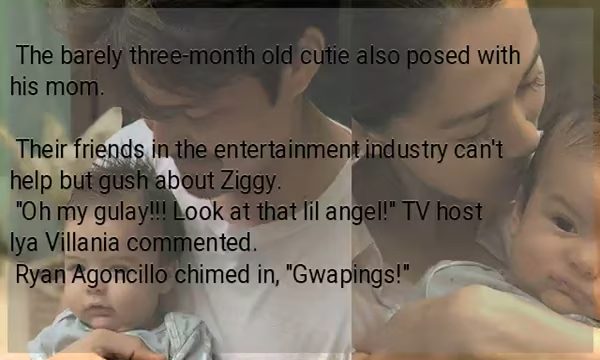 The barely three-month old cutie also posed with
his mom.
Their friends in the entertainment industry can't
help but gush about Ziggy.
"Oh my gulay!!! Look at that lil angel!" TV host
Iya Villania commented.
Ryan Agoncillo chimed in, "Gwapings!"